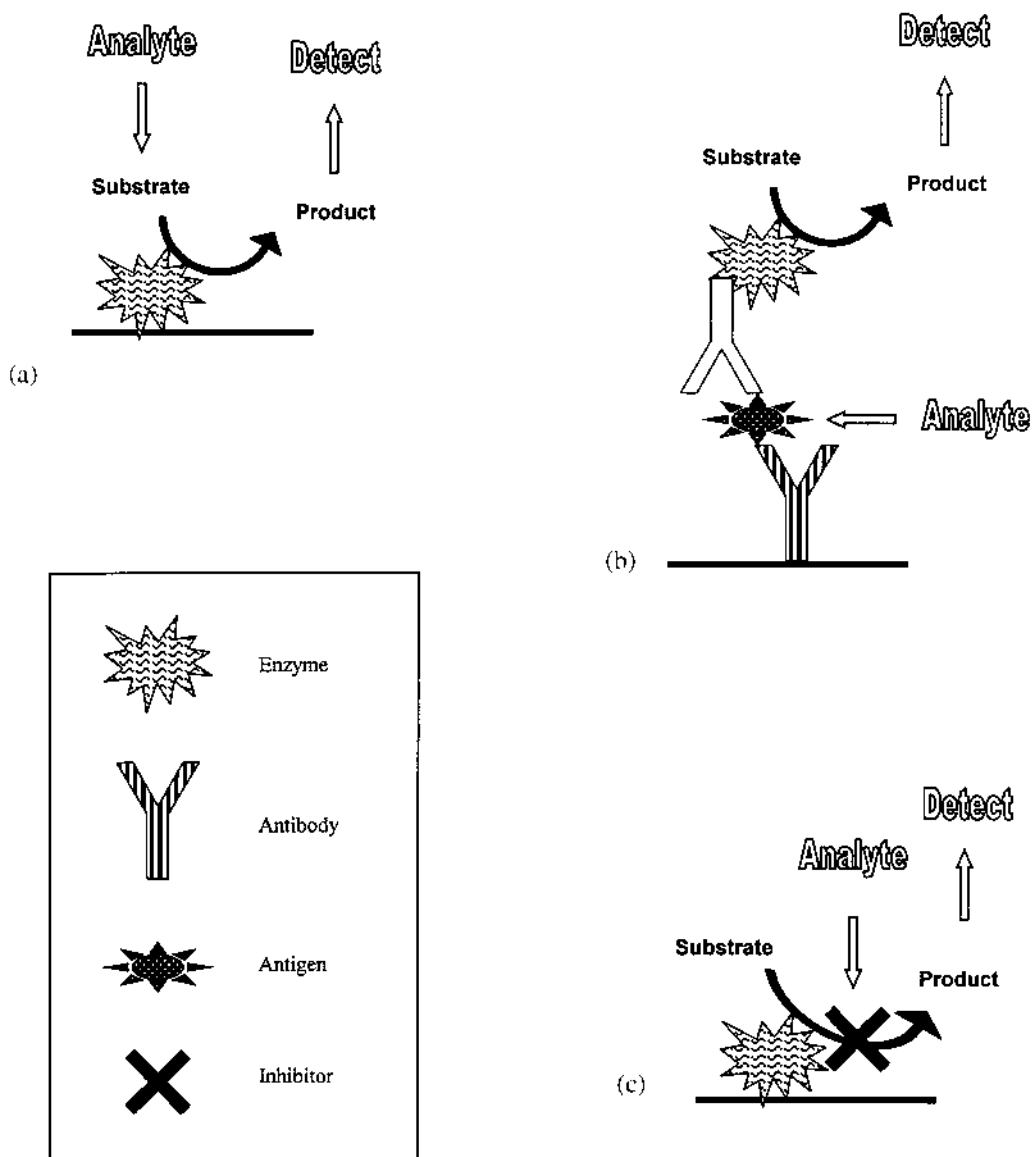 Analyte
Detect
Substrate
Product
(a)
Detect
Substrate
Product
Analyte
(b)
Enzyme
Antibody
Antigen
Inhibitor
Detect
Analyte
Substrate
Product
(c)